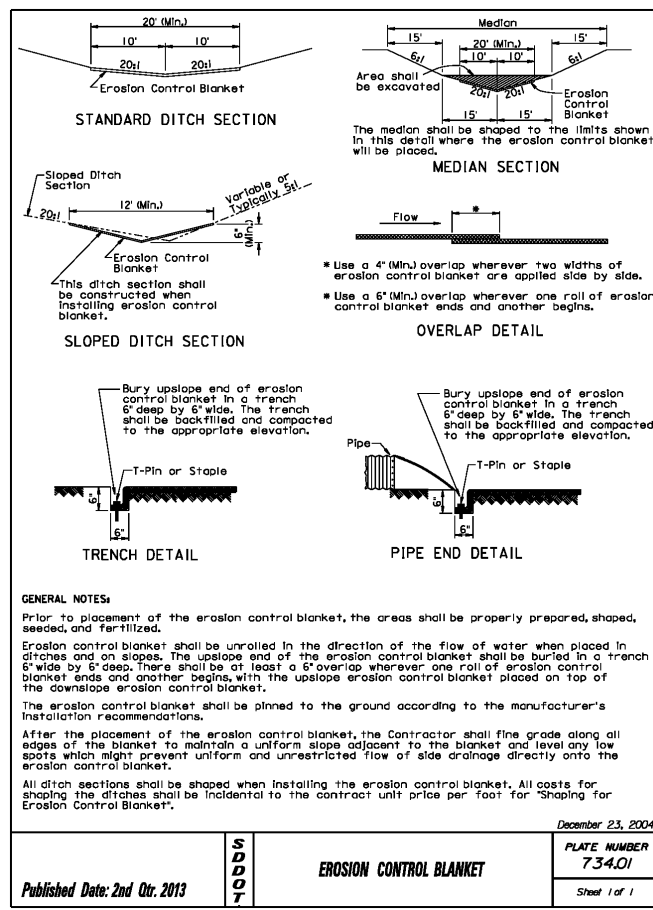 20' (Min.)
10' 10'
20:1 20:1
Erosion Control Blanket
STANDARD DITCH SECTION
Median
15' 15'
20' (Min.)
6:1 10' 10' 6:1
Area shall
be excavated
20:1 20:1
Erosion
Control
Blanket
15' 15'
The median shall be shaped to the limits shown
in this detail where the erosion control blanket
will be placed.
MEDIAN SECTION
Sloped Ditch
Section
20:1
12' (Min.)
Variable or
Typically 5:1
6"
(Min.)
Erosion Control
Blanket
This ditch section shall
be constructed when
installing erosion control
blanket.
SLOPED DITCH SECTION
Flow
*
* Use a 4" (Min.) overlap wherever two widths of
erosion control blanket are applied side by side.
* Use a 6" (Min.) overlap wherever one roll of erosion
control blanket ends and another begins.
OVERLAP DETAIL
Bury upslope end of erosion
control blanket in a trench
6" deep by 6" wide. The trench
shall be backfilled and compacted
to the appropriate elevation.
T-Pin or Staple
6"
6"
TRENCH DETAIL
Bury upslope end of erosion
control blanket in a trench
6" deep by 6" wide. The trench
shall be backfilled and compacted
to the appropriate elevation.
Pipe
T-Pin or Staple
6"
6"
PIPE END DETAIL
GENERAL NOTES:
Prior to placement of the erosion control blanket, the areas shall be properly prepared, shaped,
seeded, and fertilized.
Erosion control blanket shall be unrolled in the direction of the flow of water when placed in
ditches and on slopes. The upslope end of the erosion control blanket shall be buried in a trench
6" wide by 6" deep. There shall be at least a 6" overlap wherever one roll of erosion control
blanket ends and another begins, with the upslope erosion control blanket placed on top of
the downslope erosion control blanket.
The erosion control blanket shall be pinned to the ground according to the manufacturer's
installation recommendations.
After the placement of the erosion control blanket, the Contractor shall fine grade along all
edges of the blanket to maintain a uniform slope adjacent to the blanket and level any low
spots which might prevent uniform and unrestricted flow of side drainage directly onto the
erosion control blanket.
All ditch sections shall be shaped when installing the erosion control blanket. All costs for
shaping the ditches shall be incidental to the contract unit price per foot for "Shaping for
Erosion Control Blanket".
December 23, 2004
Published Date: 2nd Qtr. 2013
S
D
D
O
T
EROSION CONTROL BLANKET
PLATE NUMBER
734.01
Sheet 1 of 1